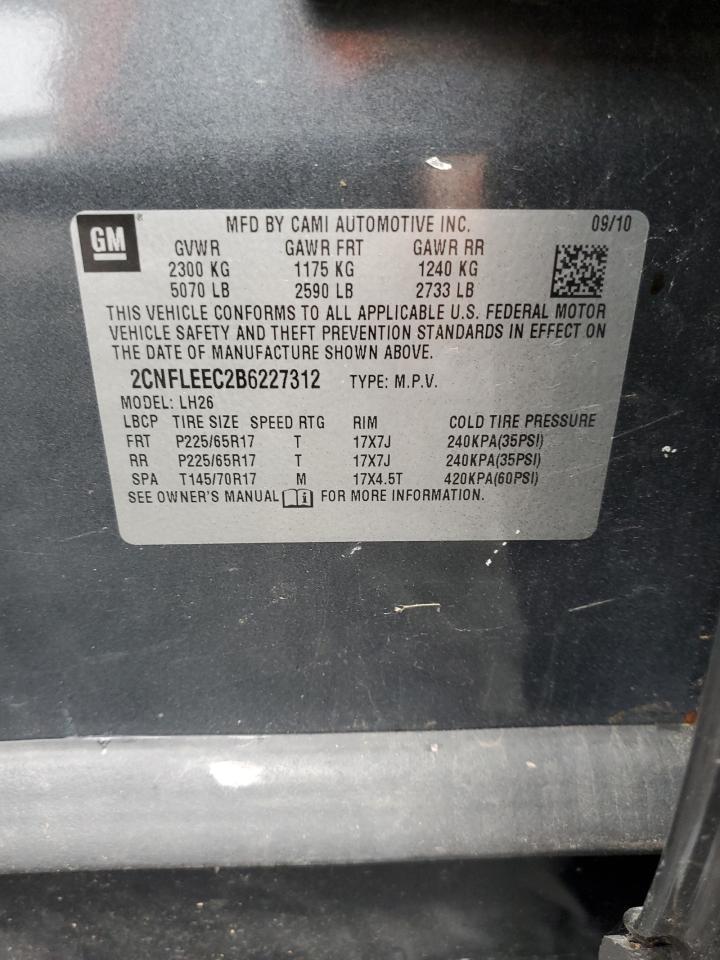 GM® MFD BY CAMI AUTOMOTIVE INC. 09/10
GVWR GAWR FRT GAWR RR
2300 KG 1175 KG 1240 KG
5070 LB 2590 LB 2733 LB
THIS VEHICLE CONFORMS TO ALL APPLICABLE U.S. FEDERAL MOTOR
VEHICLE SAFETY AND THEFT PREVENTION STANDARDS IN EFFECT ON
THE DATE OF MANUFACTURE SHOWN ABOVE.
2CNFLEEC2B6227312 TYPE: M.P.V.
MODEL: LH26
LBCP TIRE SIZE SPEED RTG RIM COLD TIRE PRESSURE
FRT P225/65R17 T 17X7J 240KPA(35PSI)
RR P225/65R17 T 17X7J 240KPA(35PSI)
SPA T145/70R17 M 17X4.5T 420KPA(60PSI)
SEE OWNER'S MANUAL i FOR MORE INFORMATION.